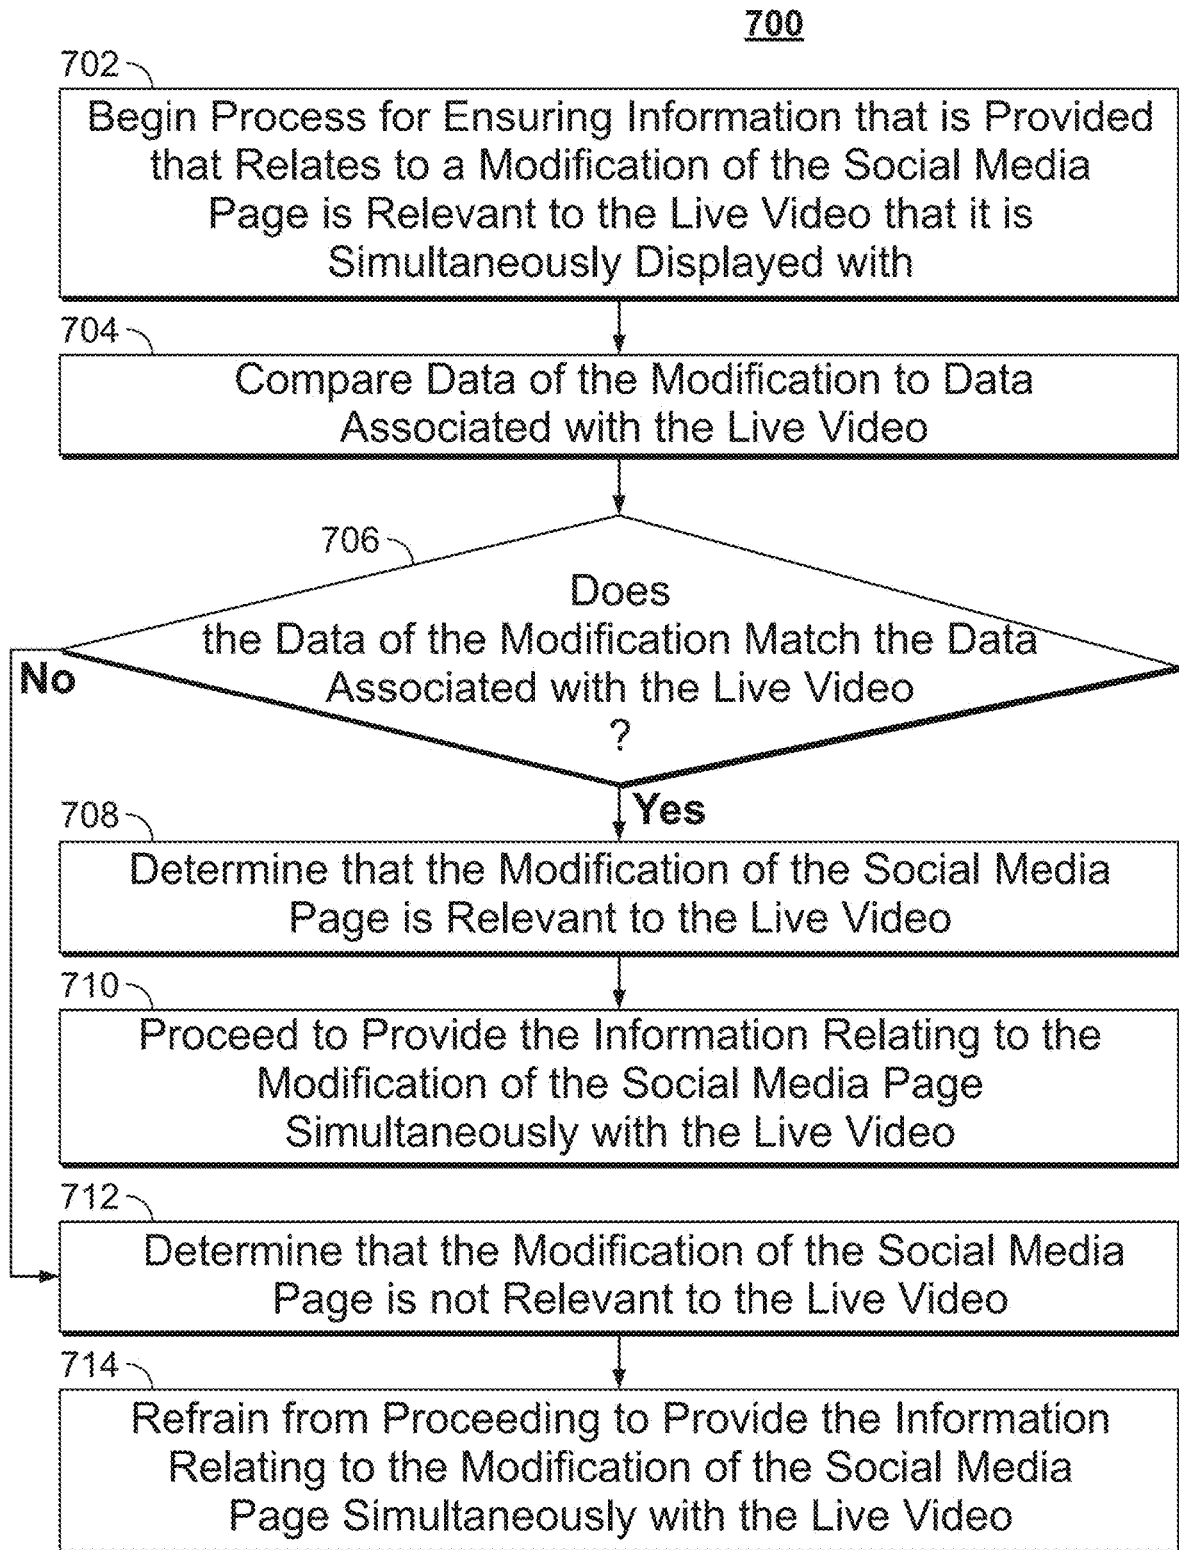 700
702
Begin Process for Ensuring Information that is Provided
that Relates to a Modification of the Social Media
Page is Relevant to the Live Video that it is
Simultaneously Displayed with
704
Compare Data of the Modification to Data
Associated with the Live Video
706
Does
the Data of the Modification Match the Data
Associated with the Live Video
?
No
Yes
708
Determine that the Modification of the Social Media
Page is Relevant to the Live Video
710
Proceed to Provide the Information Relating to the
Modification of the Social Media Page
Simultaneously with the Live Video
712
Determine that the Modification of the Social Media
Page is not Relevant to the Live Video
714
Refrain from Proceeding to Provide the Information
Relating to the Modification of the Social Media
Page Simultaneously with the Live Video